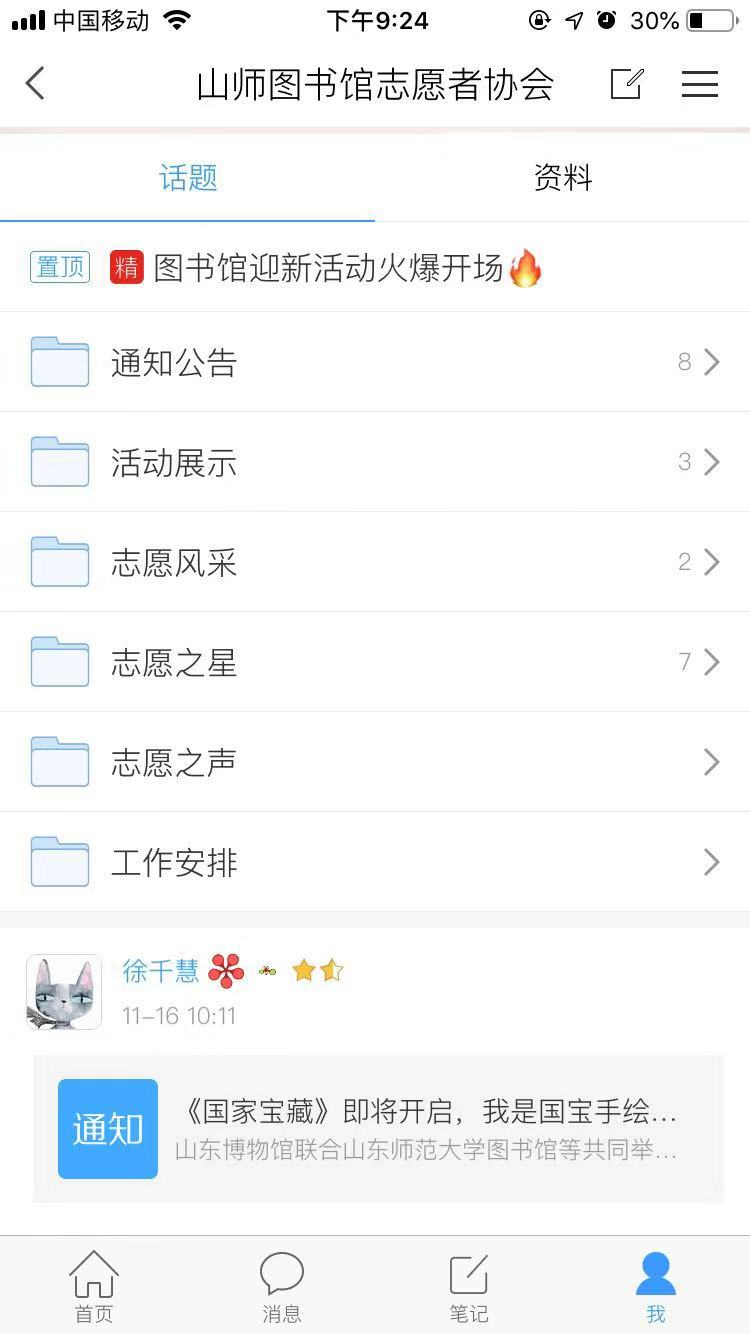 中国移动 下午9:24 30%
山师图书馆志愿者协会
话题 资料
置顶 精 图书馆迎新活动火爆开场🔥
通知公告 8
活动展示 3
志愿风采 2
志愿之星 7
志愿之声
工作安排
徐千慧
11-16 10:11
通知
《国家宝藏》即将开启，我是国宝手绘...
山东博物馆联合山东师范大学图书馆等共同举...
首页 消息 笔记 我